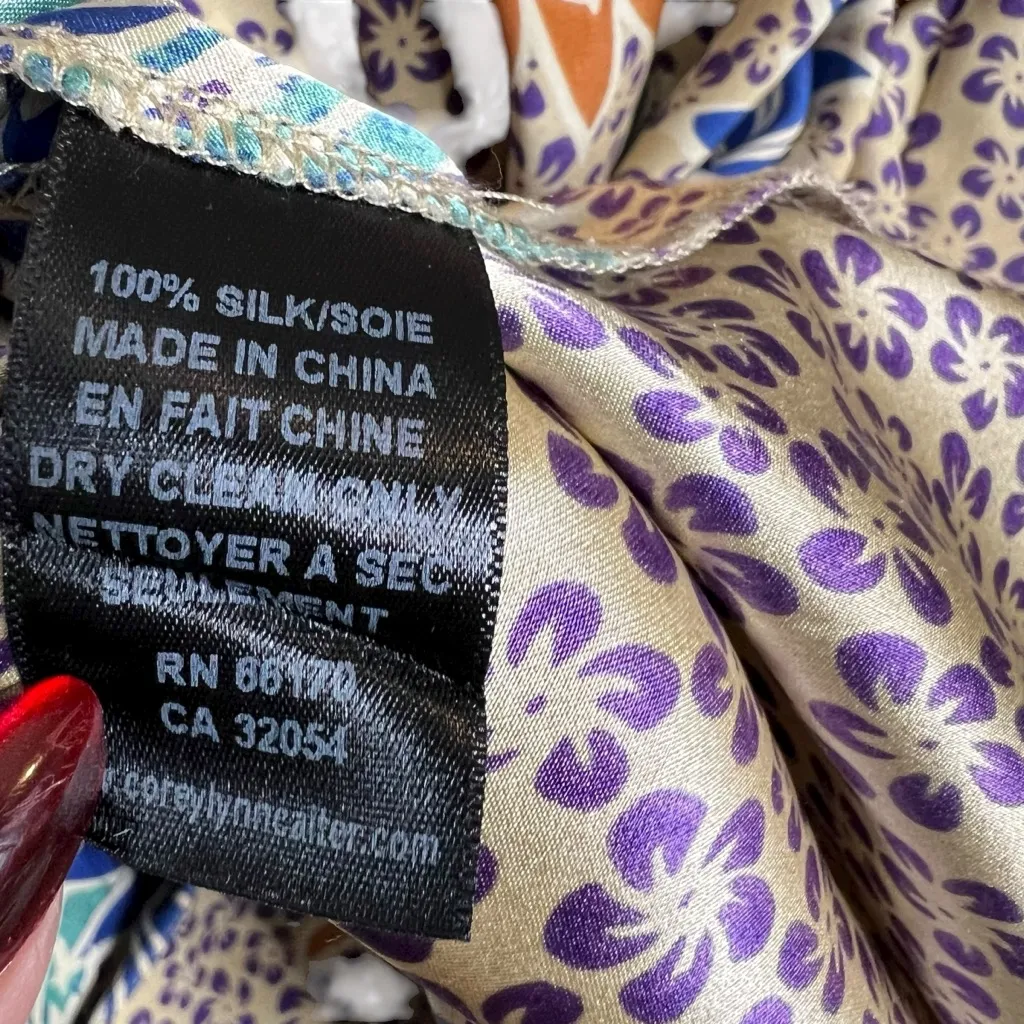 100% SILK/SOIE
MADE IN CHINA
EN FAIT CHINE
DRY CLEAN ONLY
NETTOYER A SEC
SEULEMENT
RN 66170
CA 32054
.coreylynncalter.com